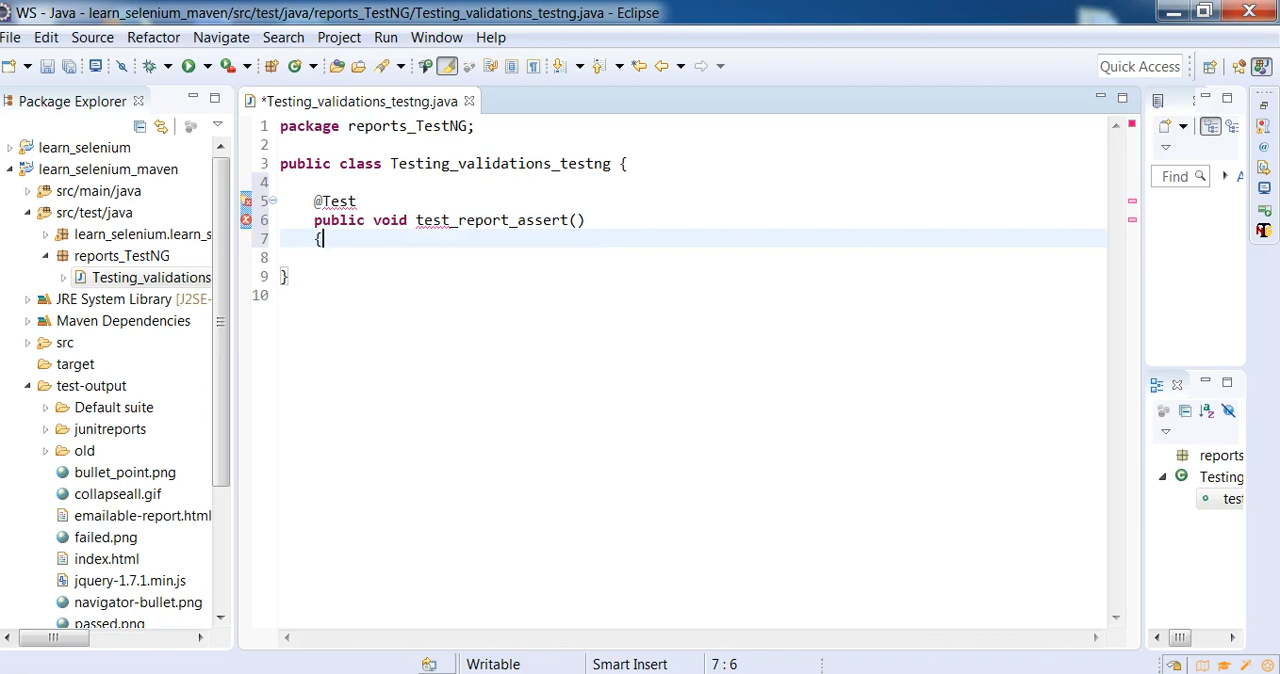 WS - Java - learn_selenium_maven/src/test/java/reports_TestNG/Testing_validations_testng.java - Eclipse
File Edit Source Refactor Navigate Search Project Run Window Help
Quick Access
Package Explorer
*Testing_validations_testng.java
learn_selenium
learn_selenium_maven
src/main/java
src/test/java
learn_selenium.learn_s
reports_TestNG
Testing_validations
JRE System Library [J2SE-
Maven Dependencies
src
target
test-output
Default suite
junitreports
old
bullet_point.png
collapseall.gif
emailable-report.html
failed.png
index.html
jquery-1.7.1.min.js
navigator-bullet.png
passed.png
1 package reports_TestNG;
2
3 public class Testing_validations_testng {
4
5 @Test
6 public void test_report_assert()
7 {
8
9 }
10
Find
A
reports
Testing
test
Writable Smart Insert 7 : 6